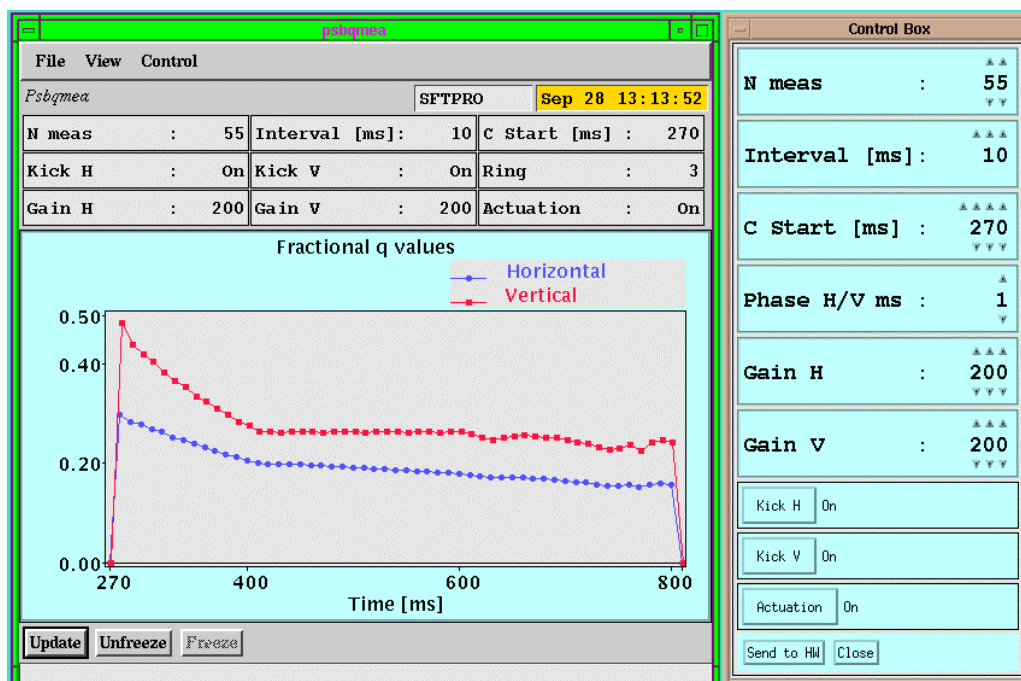 psbqmea
File View Control
Psbqmea SFTPRO Sep 28 13:13:52
N meas : 55 Interval [ms]: 10 C Start [ms] : 270
Kick H : On Kick V : On Ring : 3
Gain H : 200 Gain V : 200 Actuation : On
Fractional q values
Horizontal
Vertical
0.50
0.40
0.20
0.00
270 400 600 800
Time [ms]
Update Unfreeze Freeze
Control Box
N meas : 55
Interval [ms]: 10
C Start [ms] : 270
Phase H/V ms : 1
Gain H : 200
Gain V : 200
Kick H On
Kick V On
Actuation On
Send to HW Close